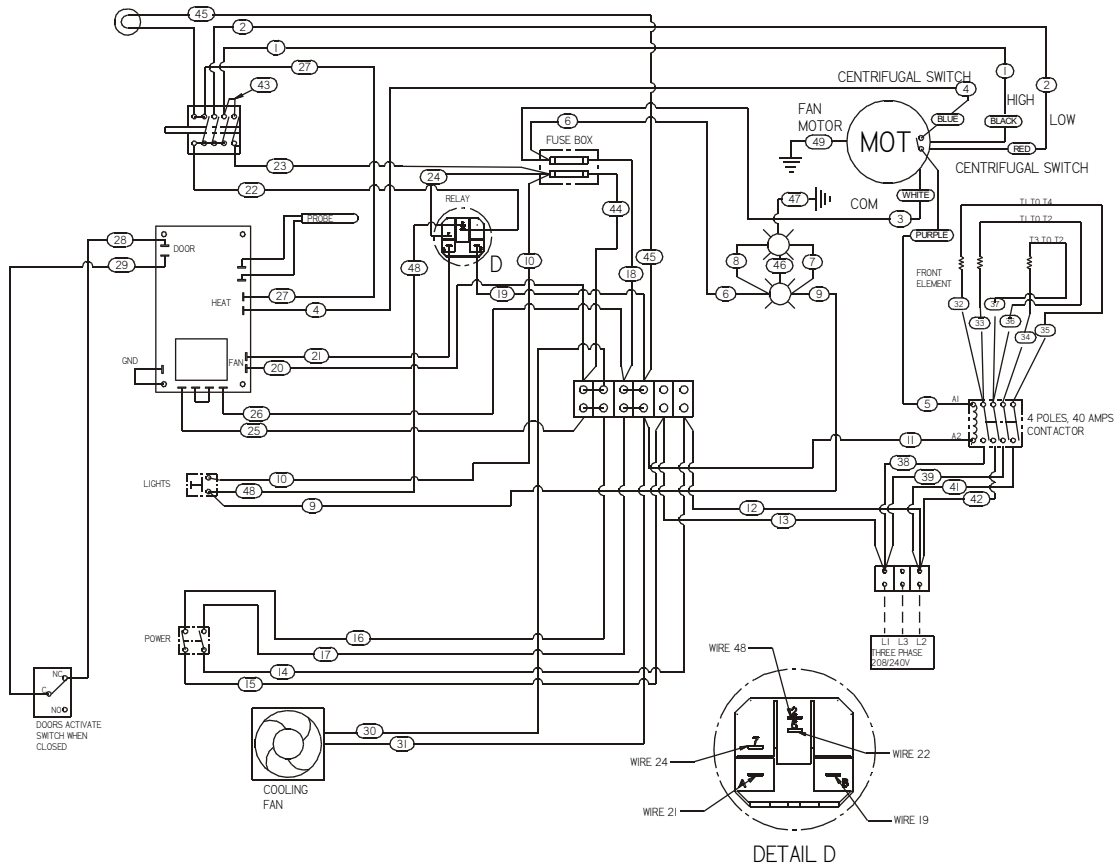 45
2
1
27
43
CENTRIFUGAL SWITCH
4
1
2
HIGH
LOW
FAN
MOTOR
BLUE
BLACK
6
FUSE BOX
49
MOT
RED
CENTRIFUGAL SWITCH
23
24
22
RELAY
44
47
COM
WHITE
3
PURPLE
T1 TO T4
T1 TO T2
T3 TO T2
PROBE
28
DOOR
29
48
D
10
18
45
8
46
7
6
9
FRONT
ELEMENT
32
33
37
36
34
35
HEAT
27
4
19
21
20
GND
FAN
26
25
5
A1
A2
11
4 POLES, 40 AMPS
CONTACTOR
38
39
41
42
LIGHTS
10
48
9
12
13
POWER
16
17
14
15
L1 L3 L2
THREE PHASE
208/240V
NC
C
NO
DOORS ACTIVATE
SWITCH WHEN
CLOSED
30
31
COOLING
FAN
WIRE 48
2
7
WIRE 24
WIRE 22
A
B
WIRE 21
WIRE 19
DETAIL D